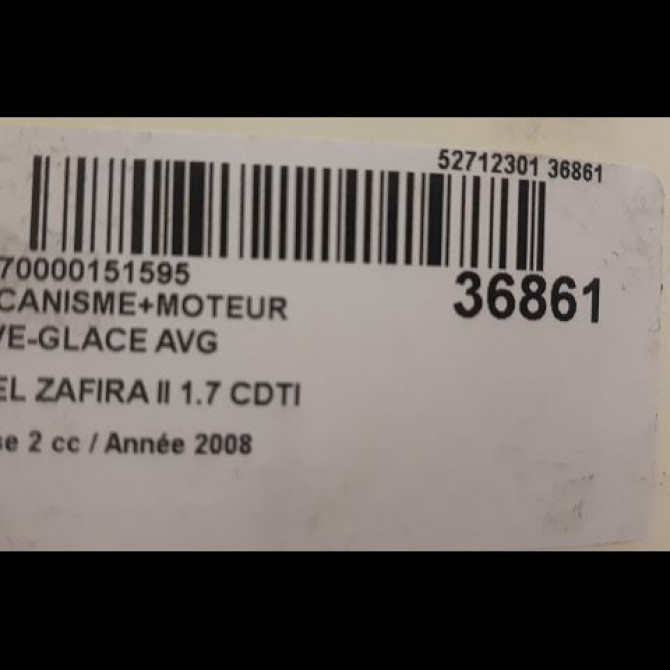 52712301 36861
70000151595
36861
CANISME+MOTEUR
VE-GLACE AVG
EL ZAFIRA II 1.7 CDTI
se 2 cc / Année 2008